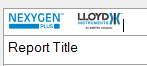 NEXYGEN PLUS
LLOYD INSTRUMENTS
Report Title